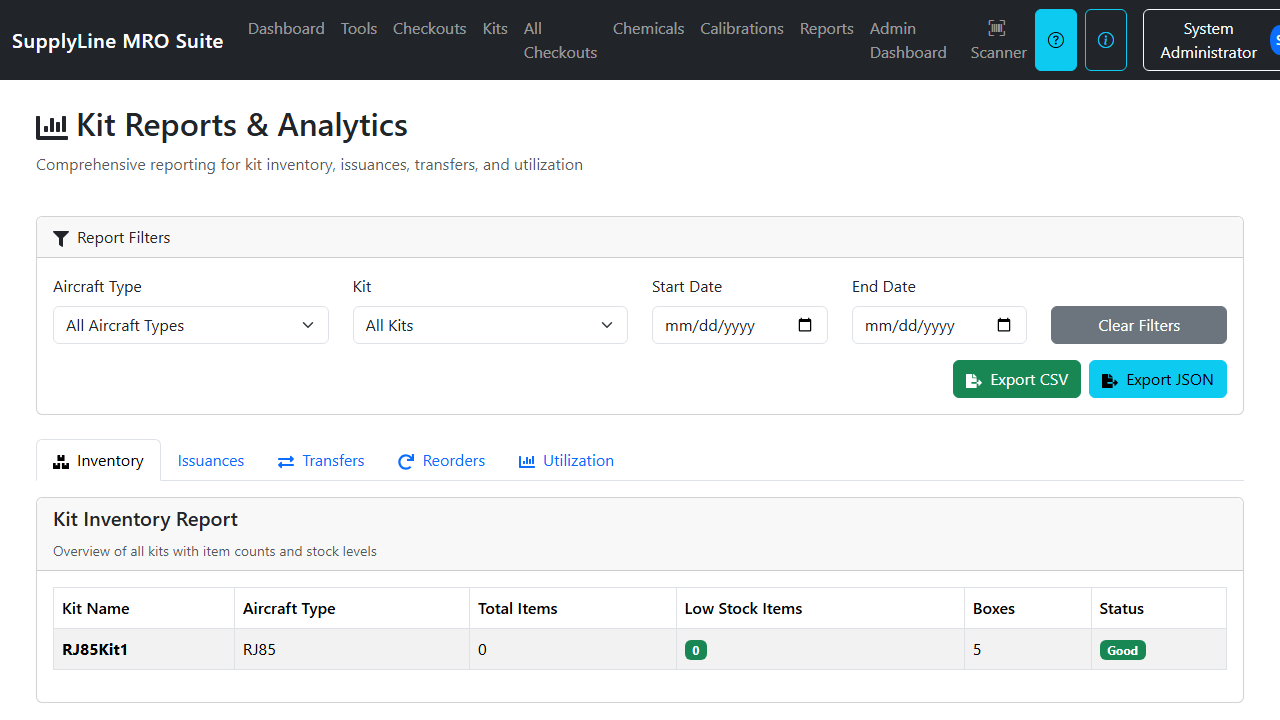 SupplyLine MRO Suite
Dashboard
Tools
Checkouts
Kits
All
Checkouts
Chemicals
Calibrations
Reports
Admin
Dashboard
Scanner
System
Administrator
Kit Reports & Analytics
Comprehensive reporting for kit inventory, issuances, transfers, and utilization
Report Filters
Aircraft Type
Kit
Start Date
End Date
All Aircraft Types
All Kits
mm/dd/yyyy
mm/dd/yyyy
Clear Filters
Export CSV
Export JSON
Inventory
Issuances
Transfers
Reorders
Utilization
Kit Inventory Report
Overview of all kits with item counts and stock levels
Kit Name Aircraft Type Total Items Low Stock Items Boxes Status
RJ85Kit1 RJ85 0 0 5 Good